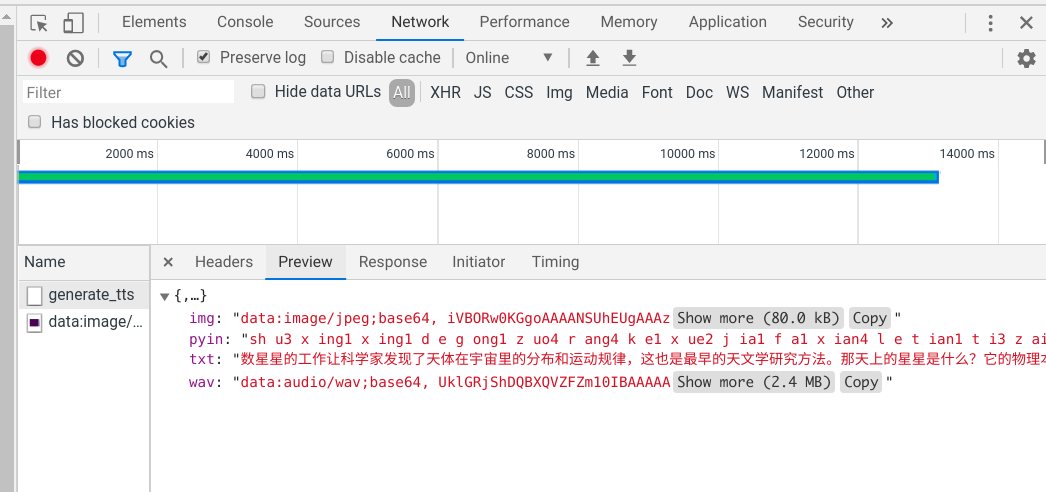 Elements Console Sources Network Performance Memory Application Security »
Preserve log Disable cache Online
Filter Hide data URLs All XHR JS CSS Img Media Font Doc WS Manifest Other
Has blocked cookies
2000 ms 4000 ms 6000 ms 8000 ms 10000 ms 12000 ms 14000 ms
Name × Headers Preview Response Initiator Timing
generate_tts
data:image/...
{,…}
img: "data:image/jpeg;base64, iVBORw0KGgoAAAANSUhEUgAAAz Show more (80.0 kB) Copy "
pyin: "sh u3 x ing1 x ing1 d e g ong1 z uo4 r ang4 k e1 x ue2 j ia1 f a1 x ian4 l e t ian1 t i3 z ai
txt: "数星星的工作让科学家发现了天体在宇宙里的分布和运动规律，这也是最早的天文学研究方法。那天上的星星是什么？它的物理本
wav: "data:audio/wav;base64, UklGRjShDQBXQVZFZm10IBAAAAA Show more (2.4 MB) Copy "